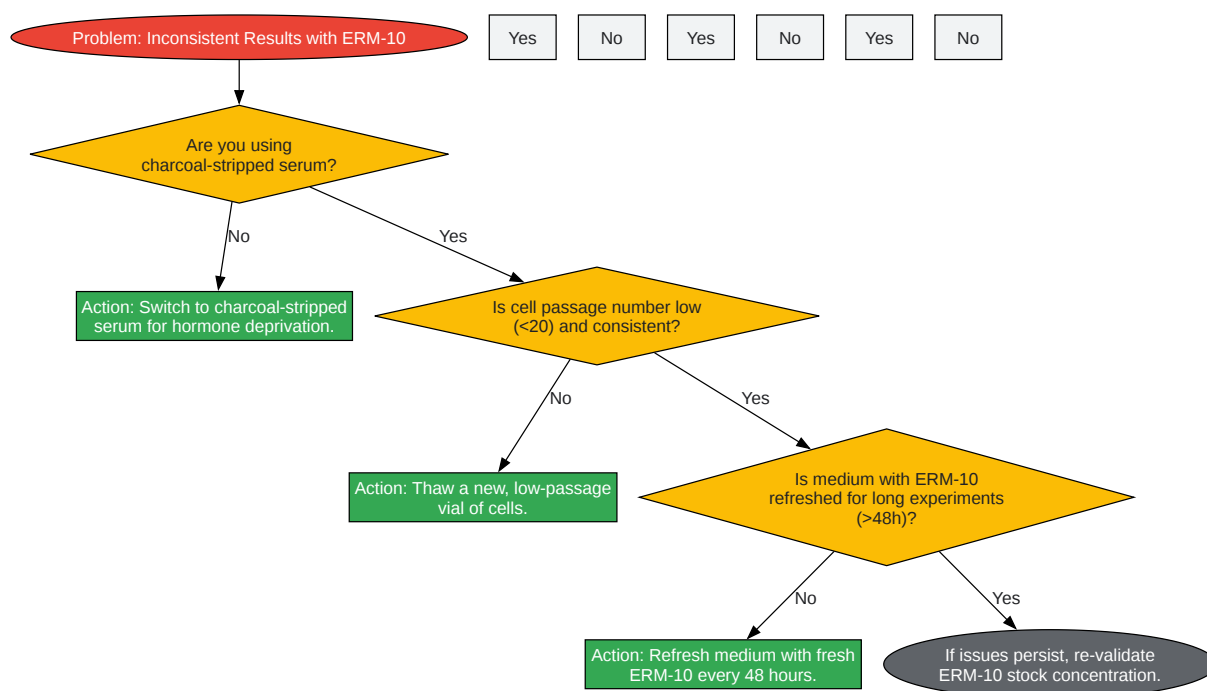 Problem: Inconsistent Results with ERM-10
Yes
No
Yes
No
Yes
No
Are you using
charcoal-stripped serum?
No
Yes
Action: Switch to charcoal-stripped
serum for hormone deprivation.
Is cell passage number low
(<20) and consistent?
No
Yes
Action: Thaw a new, low-passage
vial of cells.
Is medium with ERM-10
refreshed for long experiments
(>48h)?
No
Yes
Action: Refresh medium with fresh
ERM-10 every 48 hours.
If issues persist, re-validate
ERM-10 stock concentration.